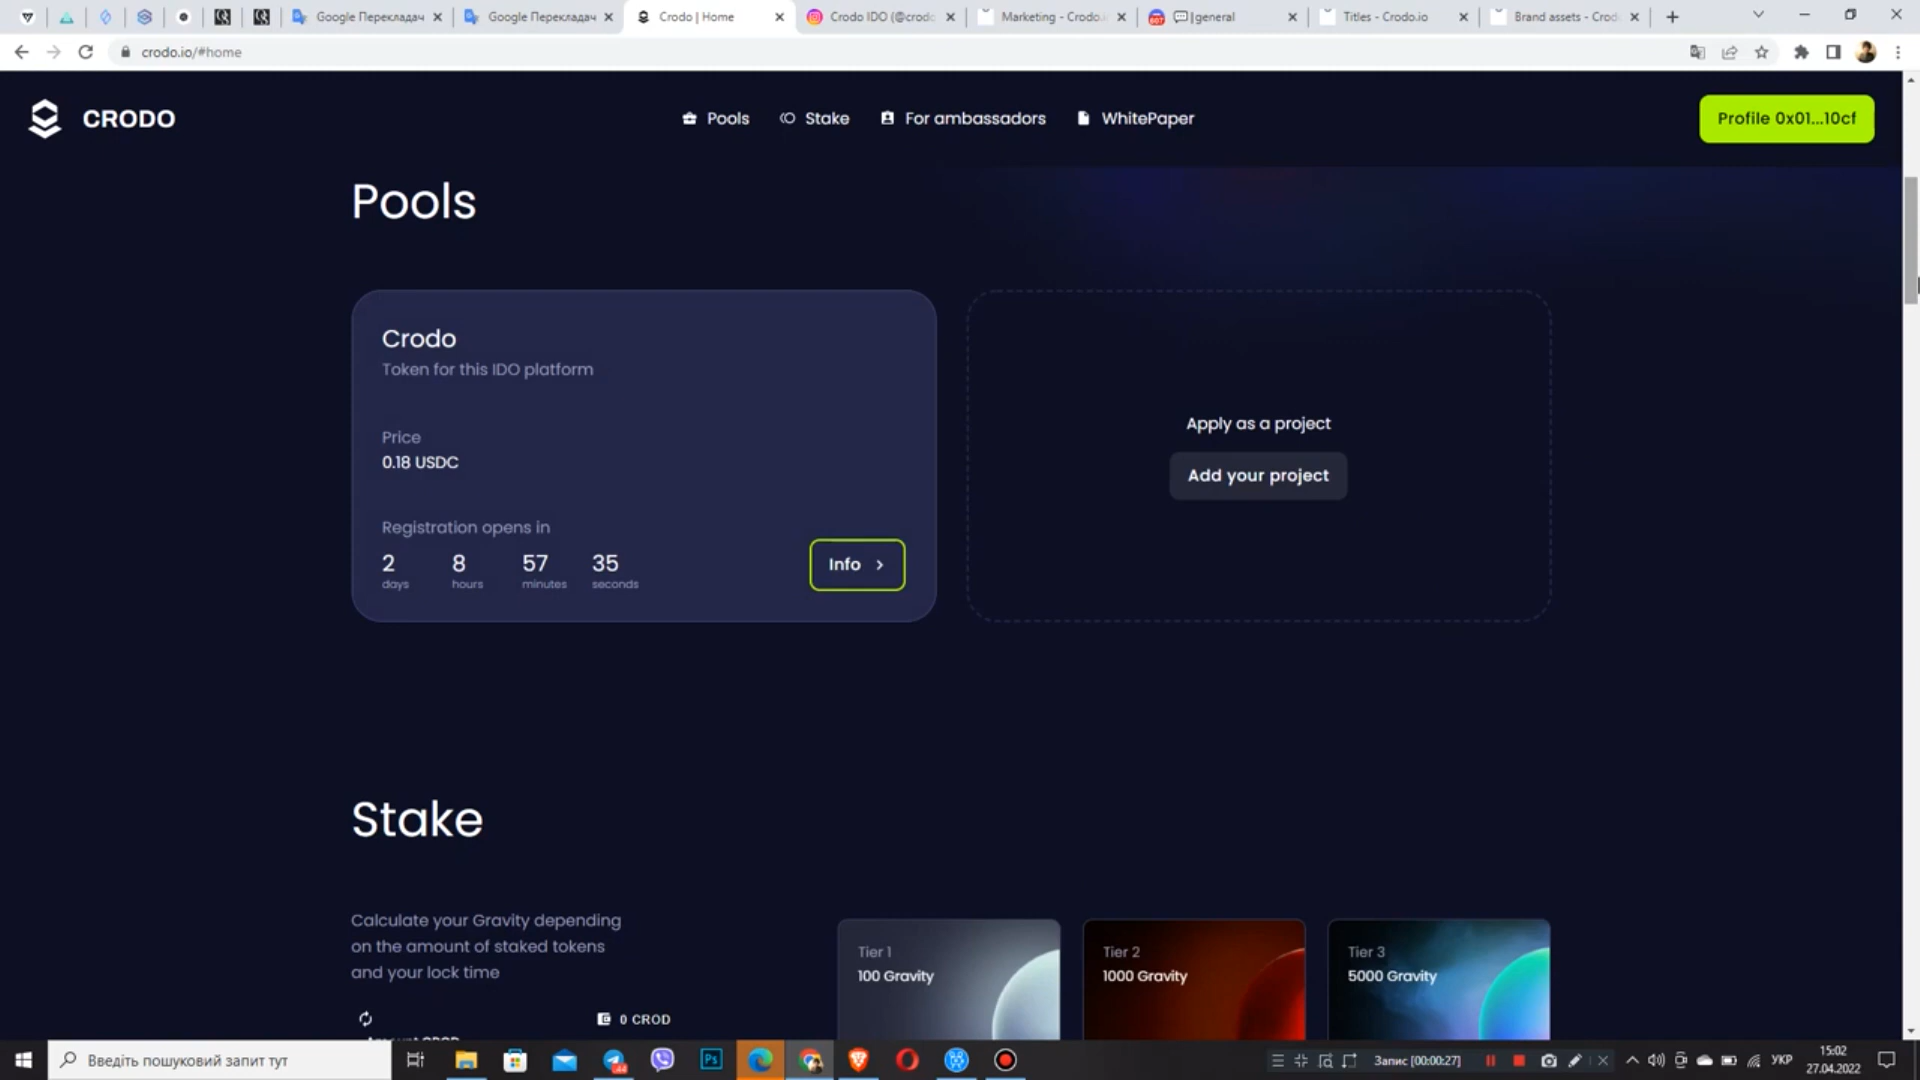 Google Перекладач
Google Перекладач
Crodo | Home
Crodo IDO (@crodo
Marketing - Crodo.i
general
Titles - Crodo.io
Brand assets - Crod
crodo.io/#home
CRODO
Pools
Stake
For ambassadors
WhitePaper
Profile 0x01...10cf
Pools
Crodo
Token for this IDO platform
Price
0.18 USDC
Registration opens in
2 8 57 35
days hours minutes seconds
Info
Apply as a project
Add your project
Stake
Calculate your Gravity depending
on the amount of staked tokens
and your lock time
0 CROD
Tier 1
100 Gravity
Tier 2
1000 Gravity
Tier 3
5000 Gravity
Введіть пошуковий запит тут
Ps
44
Запис [00:00:27]
УКР
15:02
27.04.2022